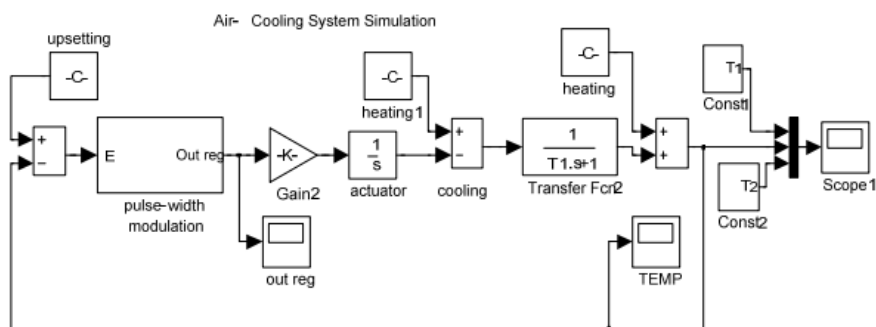 Air- Cooling System Simulation
upsetting
-C-
+
−
E
Out reg
pulse-width
modulation
out reg
-K-
Gain2
1
s
actuator
-C-
heating1
+
−
cooling
1
T1.s+1
Transfer Fcn2
-C-
heating
+
+
TEMP
T1
Const1
T2
Const2
Scope1